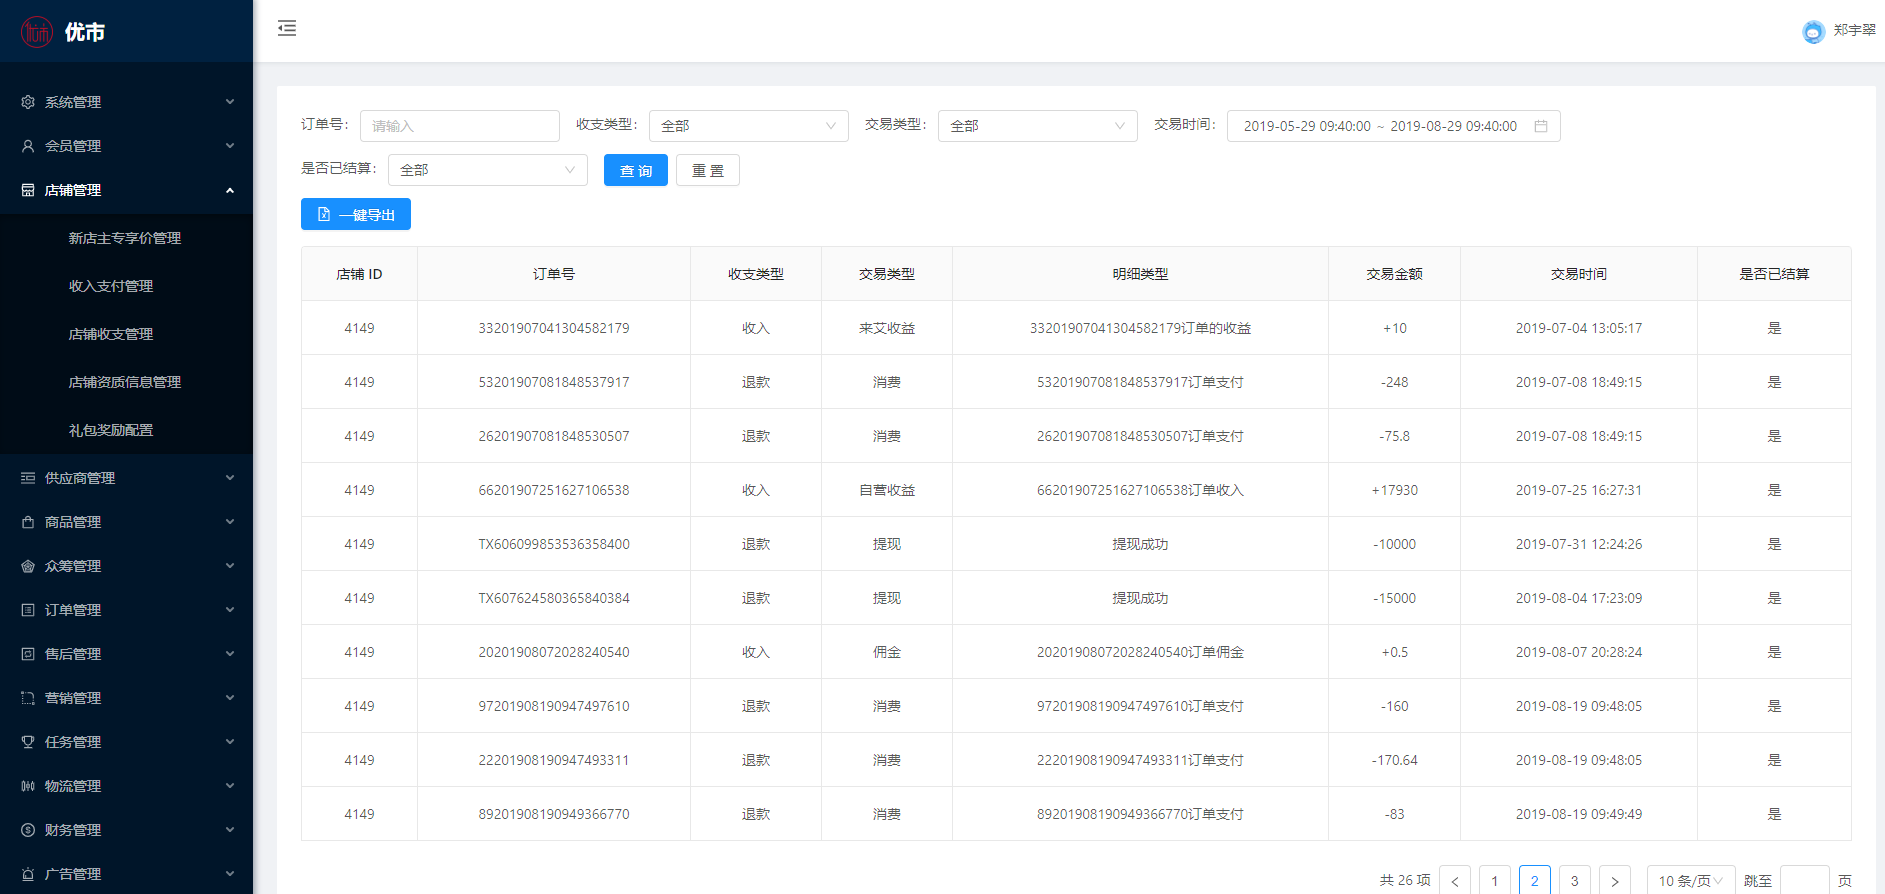 优市
郑宇翠
系统管理
会员管理
店铺管理
新店主专享价管理
收入支付管理
店铺收支管理
店铺资质信息管理
礼包奖励配置
供应商管理
商品管理
众筹管理
订单管理
售后管理
营销管理
任务管理
物流管理
财务管理
广告管理
订单号: 请输入 收支类型: 全部 交易类型: 全部 交易时间: 2019-05-29 09:40:00 ~ 2019-08-29 09:40:00
是否已结算: 全部 查 询 重 置
一键导出
店铺 ID 订单号 收支类型 交易类型 明细类型 交易金额 交易时间 是否已结算
4149 33201907041304582179 收入 来艾收益 33201907041304582179订单的收益 +10 2019-07-04 13:05:17 是
4149 53201907081848537917 退款 消费 53201907081848537917订单支付 -248 2019-07-08 18:49:15 是
4149 26201907081848530507 退款 消费 26201907081848530507订单支付 -75.8 2019-07-08 18:49:15 是
4149 66201907251627106538 收入 自营收益 66201907251627106538订单收入 +17930 2019-07-25 16:27:31 是
4149 TX606099853536358400 退款 提现 提现成功 -10000 2019-07-31 12:24:26 是
4149 TX607624580365840384 退款 提现 提现成功 -15000 2019-08-04 17:23:09 是
4149 20201908072028240540 收入 佣金 20201908072028240540订单佣金 +0.5 2019-08-07 20:28:24 是
4149 97201908190947497610 退款 消费 97201908190947497610订单支付 -160 2019-08-19 09:48:05 是
4149 22201908190947493311 退款 消费 22201908190947493311订单支付 -170.64 2019-08-19 09:48:05 是
4149 89201908190949366770 退款 消费 89201908190949366770订单支付 -83 2019-08-19 09:49:49 是
共 26 项 < 1 2 3 > 10 条/页 跳至 页